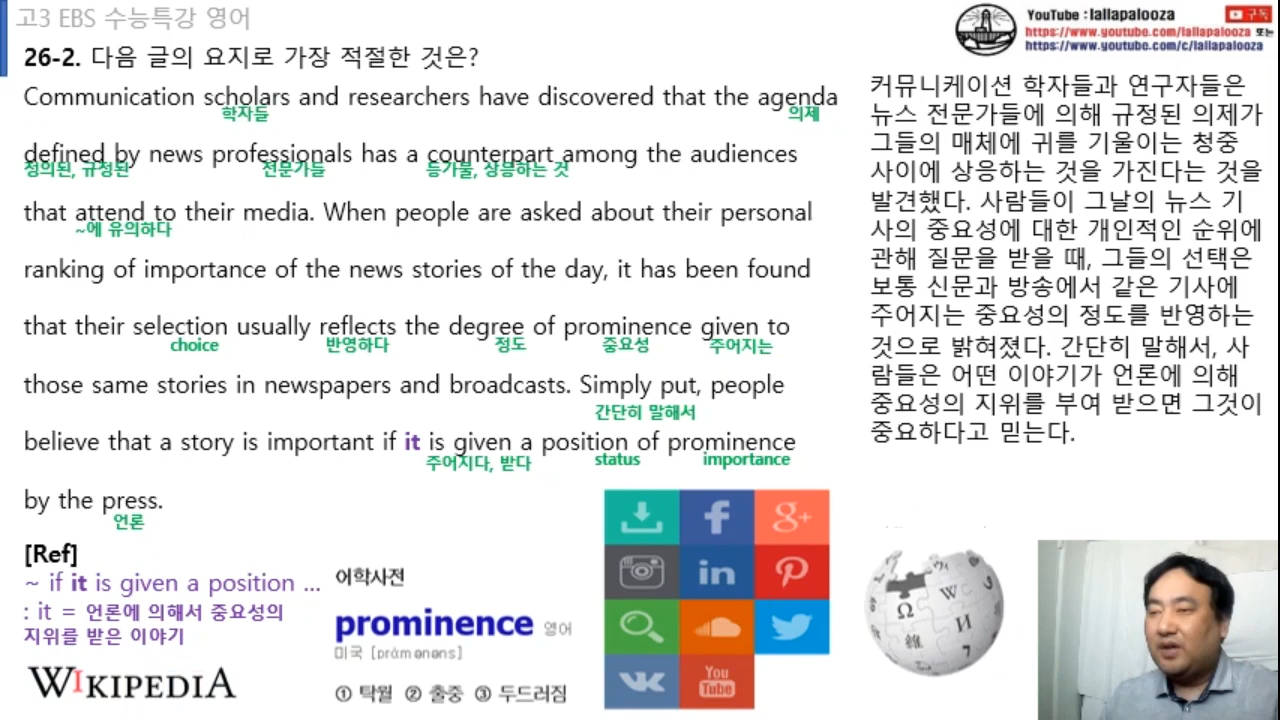 고3 EBS 수능특강 영어
YouTube : lallapalooza
구독
https://www.youtube.com/lallapalooza 또는
https://www.youtube.com/c/lallapalooza
26-2. 다음 글의 요지로 가장 적절한 것은?
Communication scholars and researchers have discovered that the agenda
학자들 의제
defined by news professionals has a counterpart among the audiences
정의된, 규정된 전문가들 등가물, 상응하는 것
that attend to their media. When people are asked about their personal
~에 유의하다
ranking of importance of the news stories of the day, it has been found
that their selection usually reflects the degree of prominence given to
choice 반영하다 정도 중요성 주어지는
those same stories in newspapers and broadcasts. Simply put, people
간단히 말해서
believe that a story is important if it is given a position of prominence
주어지다, 받다 status importance
by the press.
언론
커뮤니케이션 학자들과 연구자들은
뉴스 전문가들에 의해 규정된 의제가
그들의 매체에 귀를 기울이는 청중
사이에 상응하는 것을 가진다는 것을
발견했다. 사람들이 그날의 뉴스 기
사의 중요성에 대한 개인적인 순위에
관해 질문을 받을 때, 그들의 선택은
보통 신문과 방송에서 같은 기사에
주어지는 중요성의 정도를 반영하는
것으로 밝혀졌다. 간단히 말해서, 사
람들은 어떤 이야기가 언론에 의해
중요성의 지위를 부여 받으면 그것이
중요하다고 믿는다.
[Ref]
~ if it is given a position ...
: it = 언론에 의해서 중요성의
지위를 받은 이야기
WIKIPEDIA
어학사전
prominence 영어
미국 [prάmənəns]
① 탁월 ② 출중 ③ 두드러짐
f g+
in
You
Tube
Ω W
維 И
7